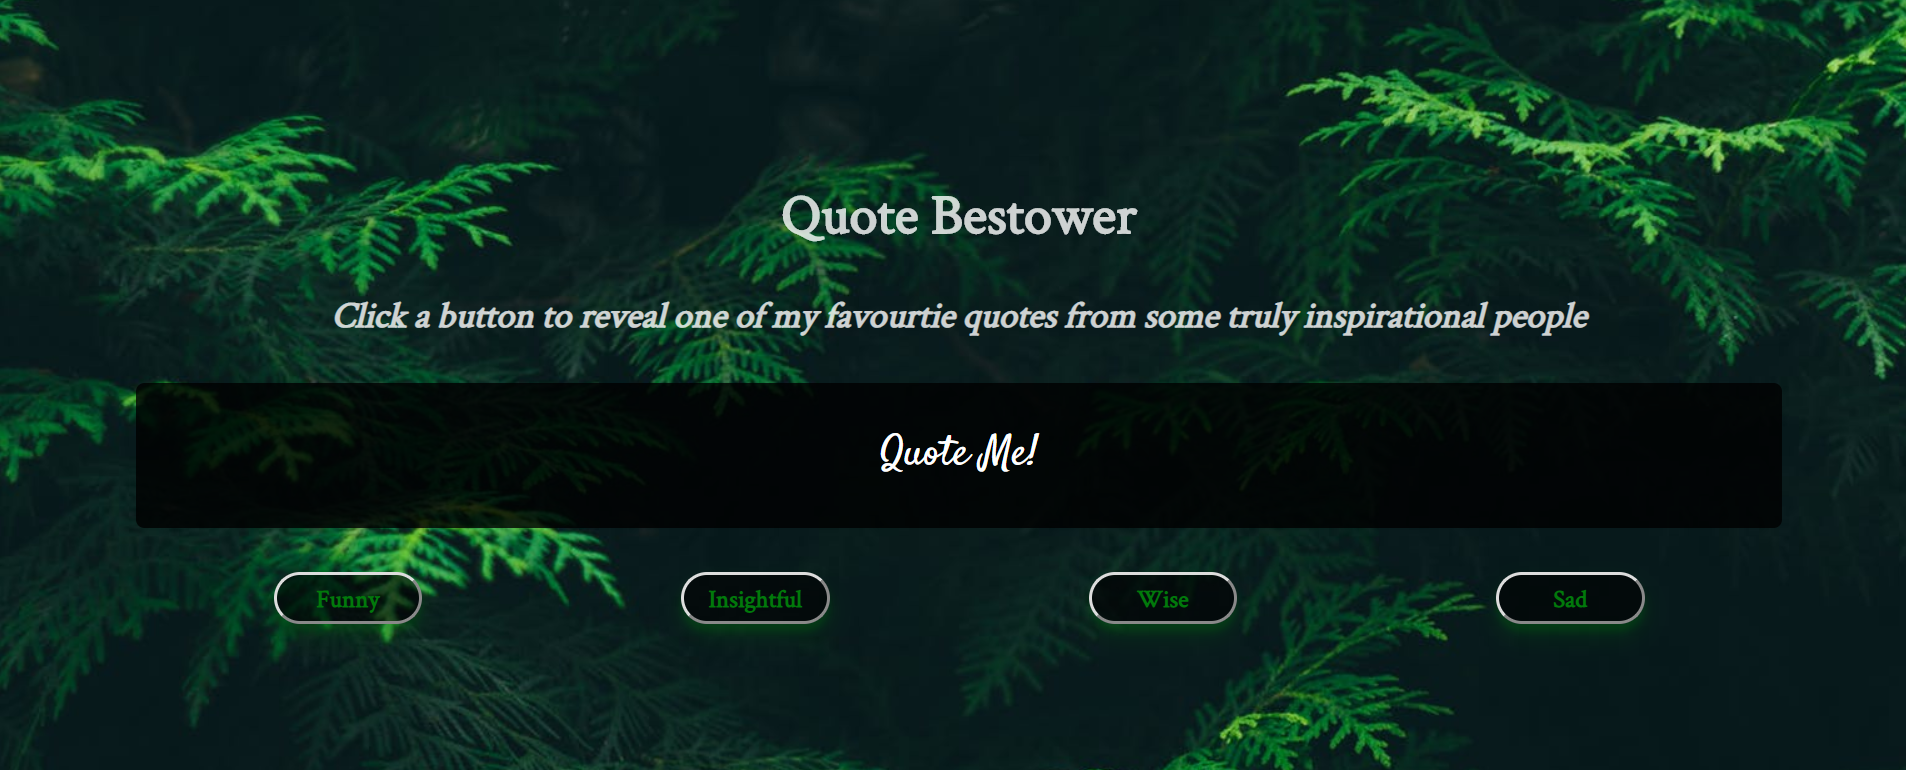 Quote Bestower
Click a button to reveal one of my favourtie quotes from some truly inspirational people
Quote Me!
Funny
Insightful
Wise
Sad